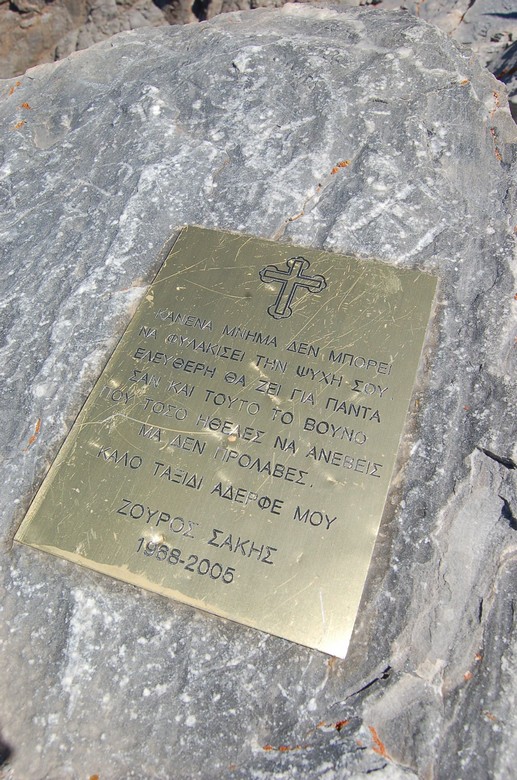 ΚΑΝΕΝΑ ΜΝΗΜΑ ΔΕΝ ΜΠΟΡΕΙ
ΝΑ ΦΥΛΑΚΙΣΕΙ ΤΗΝ ΨΥΧΗ ΣΟΥ.
ΕΛΕΥΘΕΡΗ ΘΑ ΖΕΙ ΓΙΑ ΠΑΝΤΑ
ΣΑΝ ΚΑΙ ΤΟΥΤΟ ΤΟ ΒΟΥΝΟ
ΠΟΥ ΤΟΣΟ ΗΘΕΛΕΣ ΝΑ ΑΝΕΒΕΙΣ
ΜΑ ΔΕΝ ΠΡΟΛΑΒΕΣ.
ΚΑΛΟ ΤΑΞΙΔΙ ΑΔΕΡΦΕ ΜΟΥ
ΖΟΥΡΟΣ ΣΑΚΗΣ
1988-2005